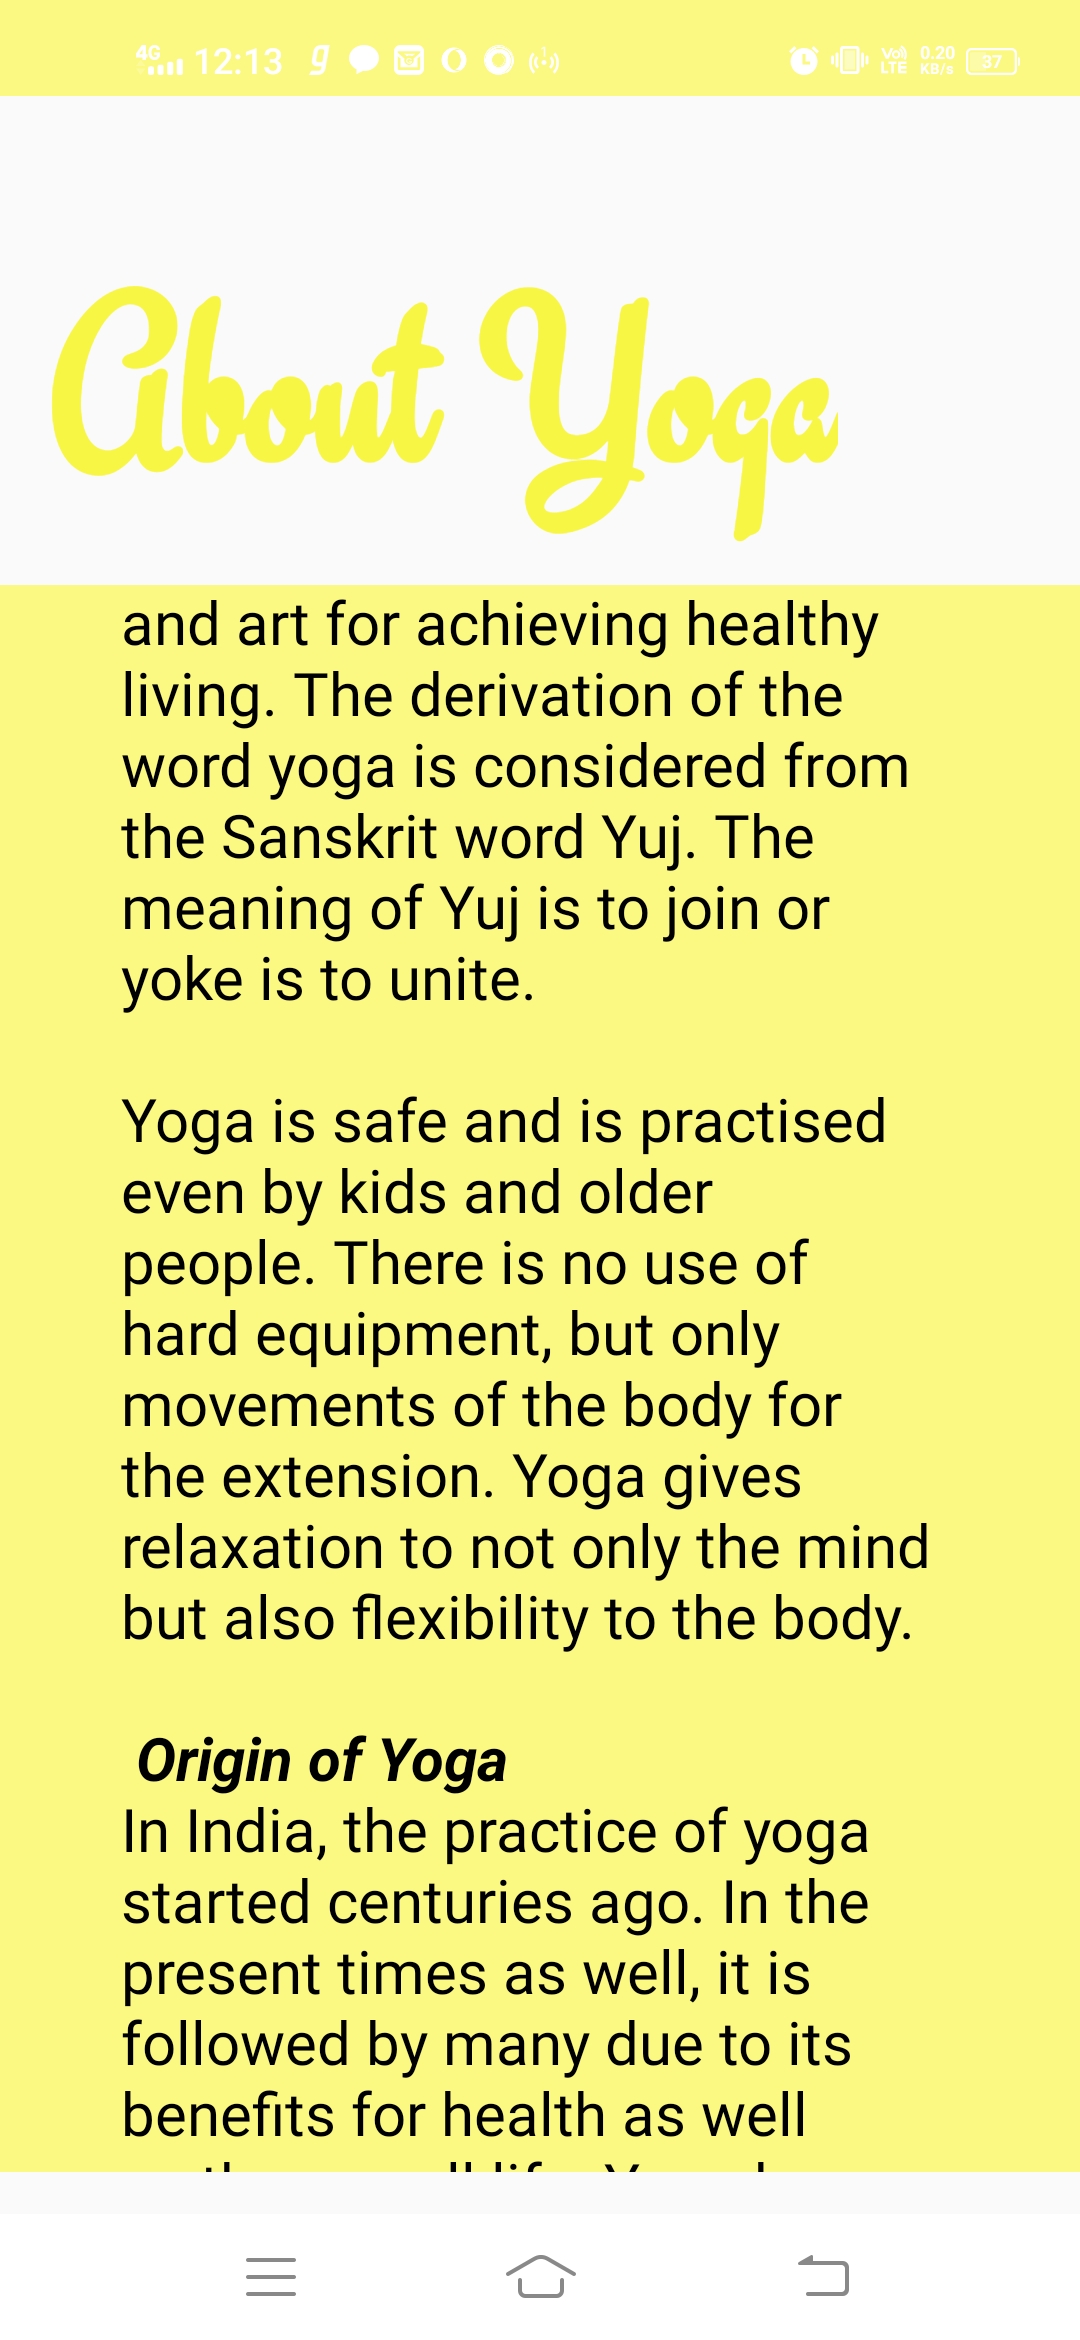 4G 12:13 Vo) LTE 0.20 KB/s 37
About Yoga
and art for achieving healthy
living. The derivation of the
word yoga is considered from
the Sanskrit word Yuj. The
meaning of Yuj is to join or
yoke is to unite.
Yoga is safe and is practised
even by kids and older
people. There is no use of
hard equipment, but only
movements of the body for
the extension. Yoga gives
relaxation to not only the mind
but also flexibility to the body.
Origin of Yoga
In India, the practice of yoga
started centuries ago. In the
present times as well, it is
followed by many due to its
benefits for health as well